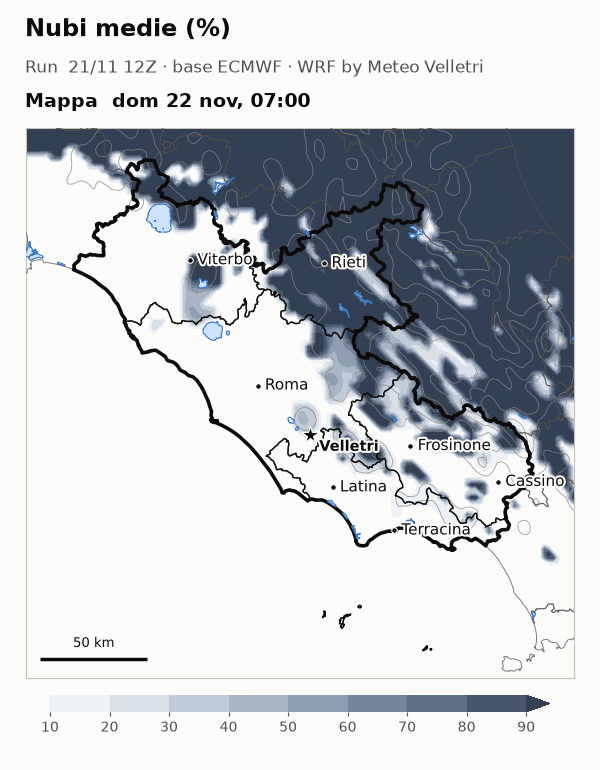 Nubi medie (%)
Run 21/11 12Z · base ECMWF · WRF by Meteo Velletri
Mappa dom 22 nov, 07:00
Viterbo
Rieti
Roma
Velletri
Frosinone
Latina
Cassino
Terracina
50 km
10 20 30 40 50 60 70 80 90